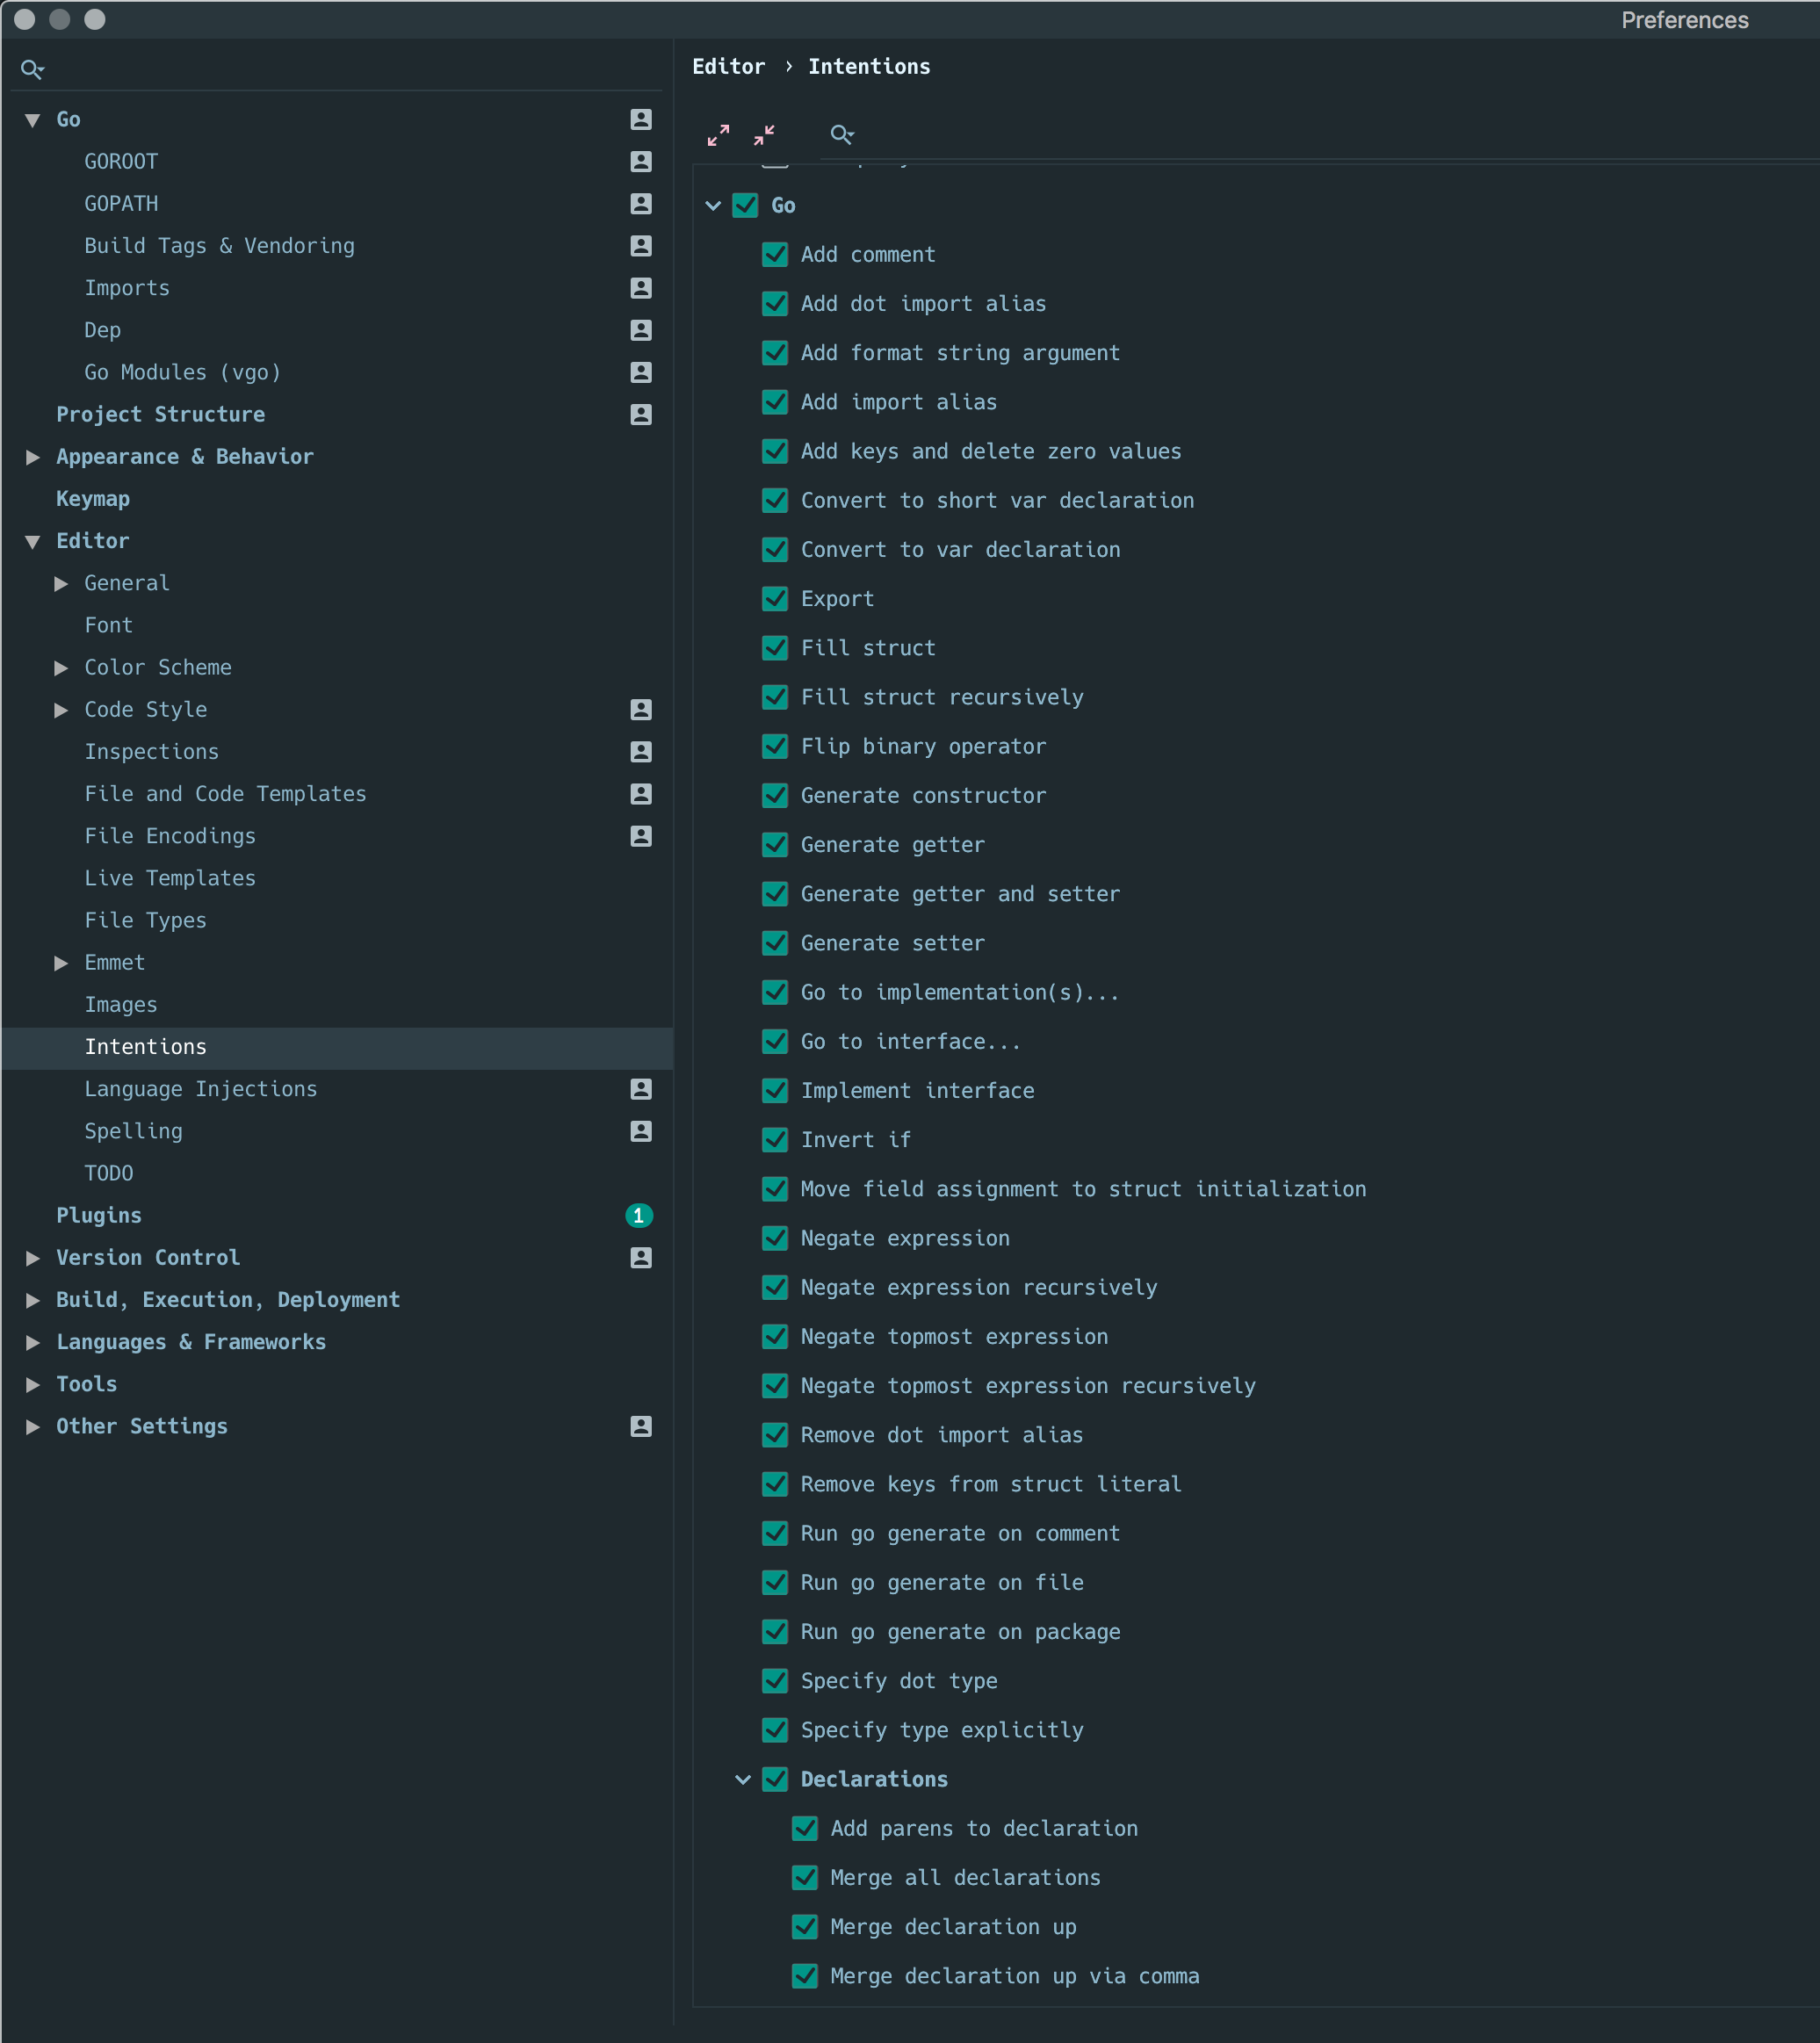 Preferences
Go
GOROOT
GOPATH
Build Tags & Vendoring
Imports
Dep
Go Modules (vgo)
Project Structure
Appearance & Behavior
Keymap
Editor
General
Font
Color Scheme
Code Style
Inspections
File and Code Templates
File Encodings
Live Templates
File Types
Emmet
Images
Intentions
Language Injections
Spelling
TODO
Plugins 1
Version Control
Build, Execution, Deployment
Languages & Frameworks
Tools
Other Settings
Editor › Intentions
Go
Add comment
Add dot import alias
Add format string argument
Add import alias
Add keys and delete zero values
Convert to short var declaration
Convert to var declaration
Export
Fill struct
Fill struct recursively
Flip binary operator
Generate constructor
Generate getter
Generate getter and setter
Generate setter
Go to implementation(s)...
Go to interface...
Implement interface
Invert if
Move field assignment to struct initialization
Negate expression
Negate expression recursively
Negate topmost expression
Negate topmost expression recursively
Remove dot import alias
Remove keys from struct literal
Run go generate on comment
Run go generate on file
Run go generate on package
Specify dot type
Specify type explicitly
Declarations
Add parens to declaration
Merge all declarations
Merge declaration up
Merge declaration up via comma